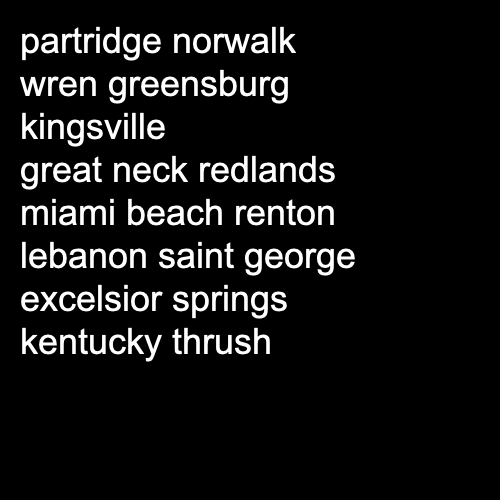 partridge norwalk
wren greensburg
kingsville
great neck redlands
miami beach renton
lebanon saint george
excelsior springs
kentucky thrush